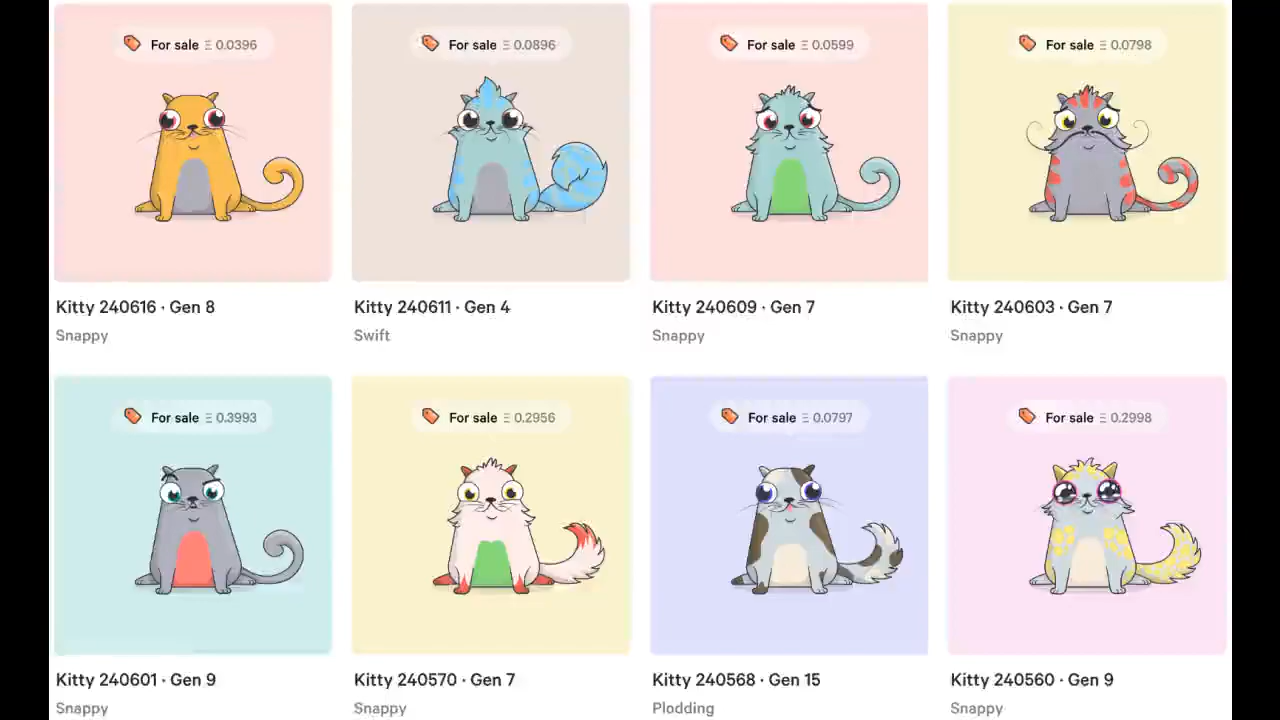 For sale Ξ 0.0396
For sale Ξ 0.0896
For sale Ξ 0.0599
For sale Ξ 0.0798
Kitty 240616 · Gen 8
Kitty 240611 · Gen 4
Kitty 240609 · Gen 7
Kitty 240603 · Gen 7
Snappy
Swift
Snappy
Snappy
For sale Ξ 0.3993
For sale Ξ 0.2956
For sale Ξ 0.0797
For sale Ξ 0.2998
Kitty 240601 · Gen 9
Kitty 240570 · Gen 7
Kitty 240568 · Gen 15
Kitty 240560 · Gen 9
Snappy
Snappy
Plodding
Snappy